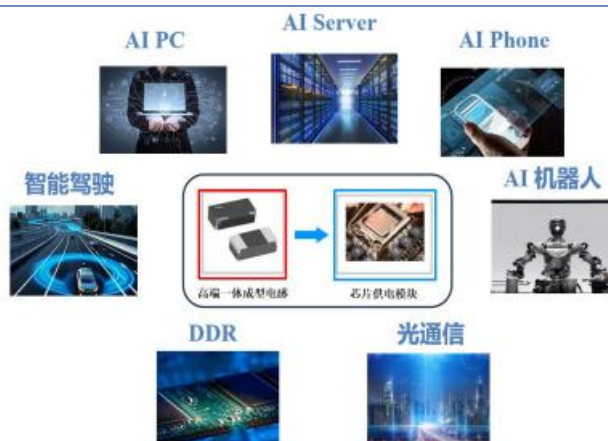 AI PC
AI Server
AI Phone
智能驾驶
AI 机器人
高端一体成型电感
芯片供电模块
DDR
光通信